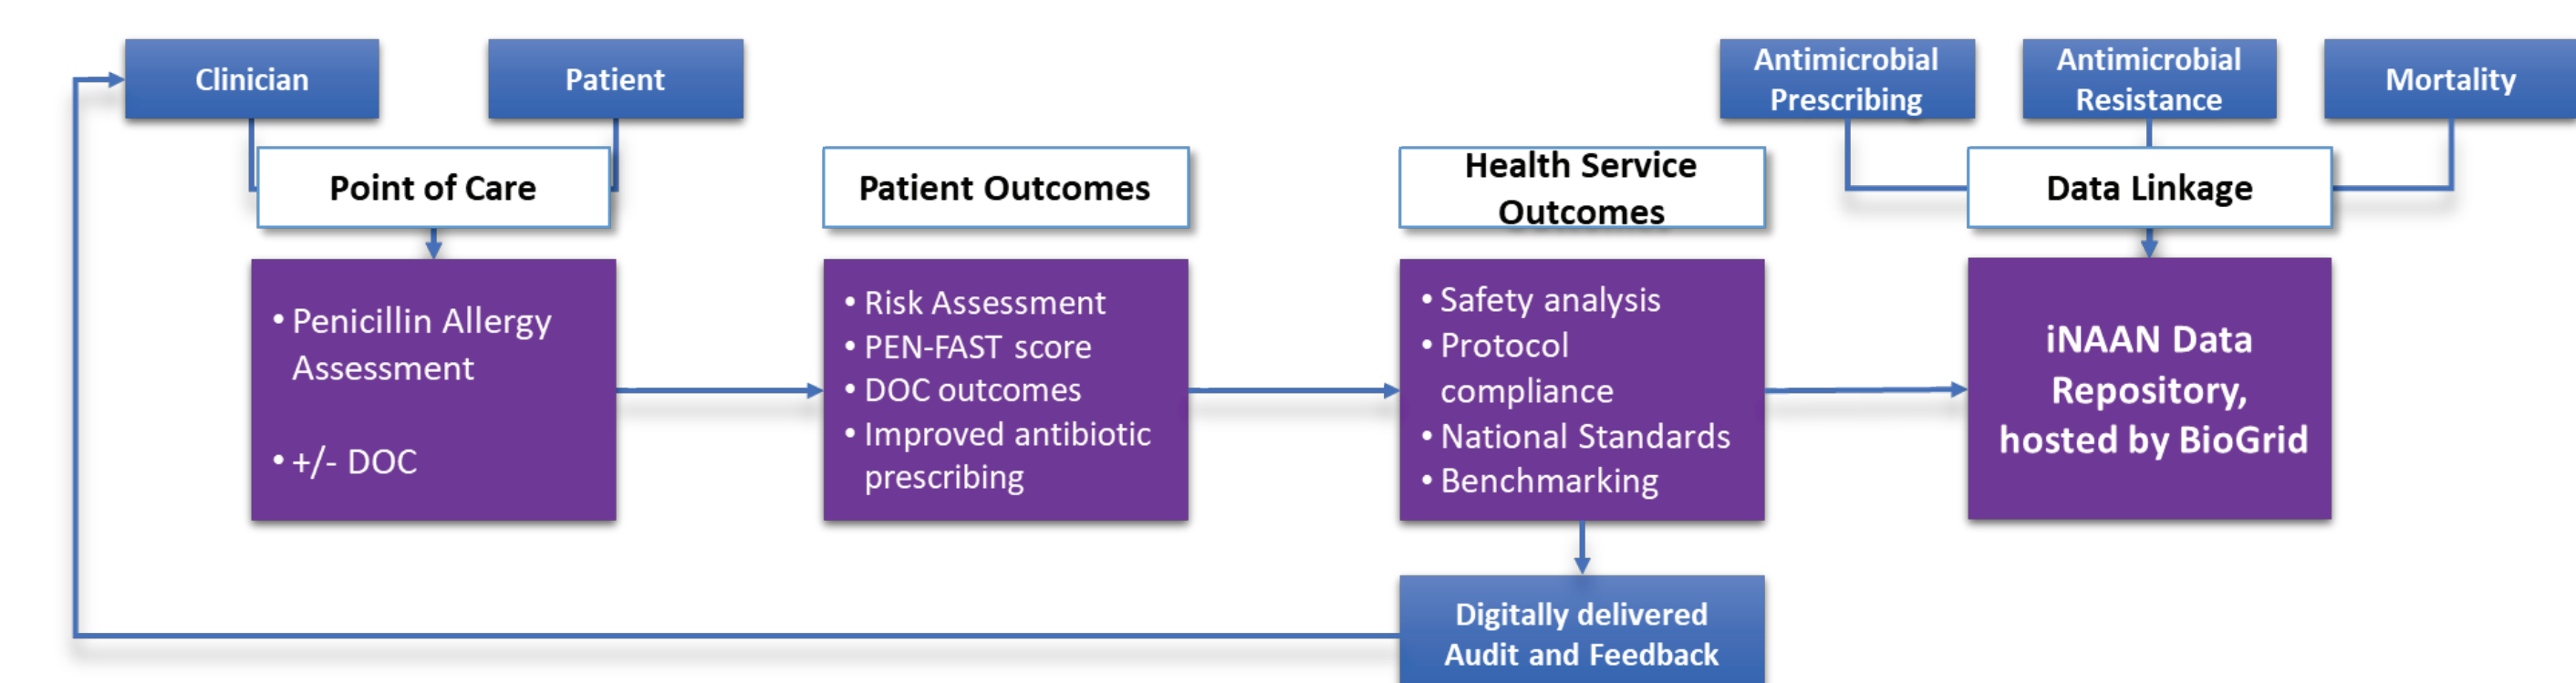 Clinician
Patient
Antimicrobial
Prescribing
Antimicrobial
Resistance
Mortality
Point of Care
Patient Outcomes
Health Service
Outcomes
Data Linkage
• Penicillin Allergy
Assessment
• +/- DOC
• Risk Assessment
• PEN-FAST score
• DOC outcomes
• Improved antibiotic
prescribing
• Safety analysis
• Protocol
compliance
• National Standards
• Benchmarking
iNAAN Data
Repository,
hosted by BioGrid
Digitally delivered
Audit and Feedback